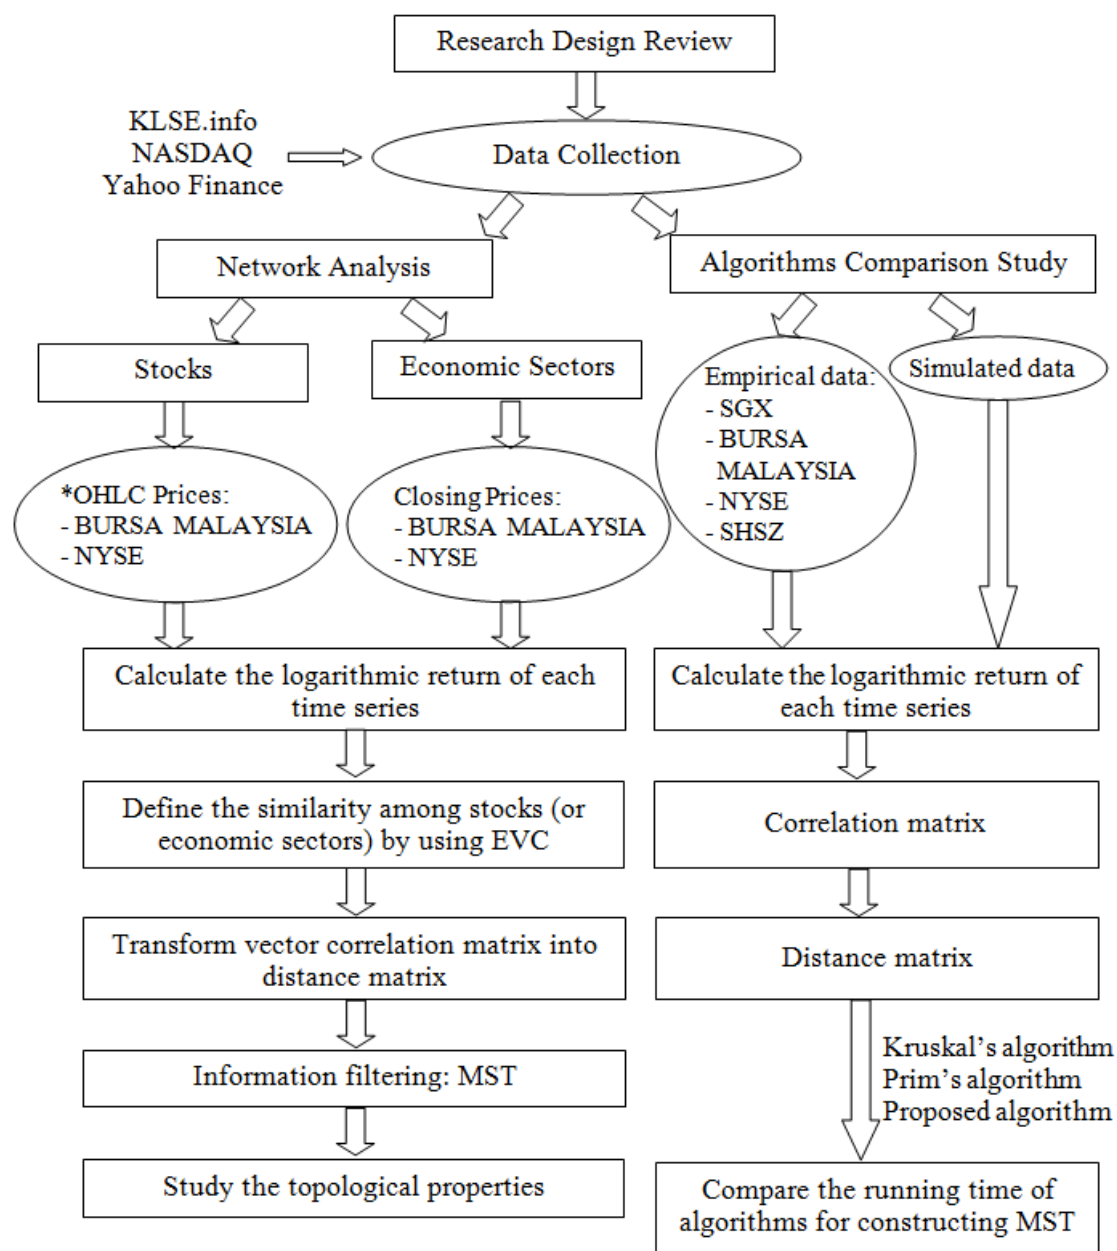 Research Design Review
KLSE.info
NASDAQ
Yahoo Finance
Data Collection
Network Analysis
Algorithms Comparison Study
Stocks
Economic Sectors
Empirical data:
- SGX
- BURSA
MALAYSIA
- NYSE
- SHSZ
Simulated data
*OHLC Prices:
- BURSA MALAYSIA
- NYSE
Closing Prices:
- BURSA MALAYSIA
- NYSE
Calculate the logarithmic return of each
time series
Calculate the logarithmic return of
each time series
Define the similarity among stocks (or
economic sectors) by using EVC
Correlation matrix
Transform vector correlation matrix into
distance matrix
Distance matrix
Information filtering: MST
Kruskal's algorithm
Prim's algorithm
Proposed algorithm
Study the topological properties
Compare the running time of
algorithms for constructing MST